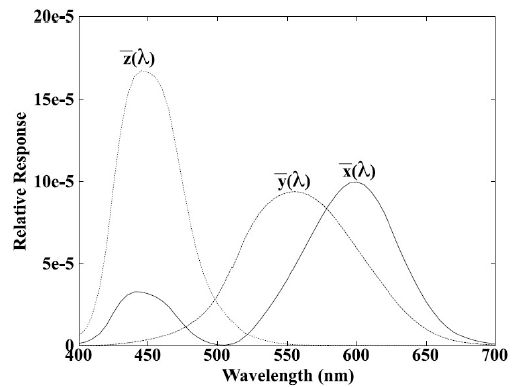 20e-5
z̅(λ)
15e-5
Relative Response
10e-5
y̅(λ)
x̅(λ)
5e-5
0
400 450 500 550 600 650 700
Wavelength (nm)